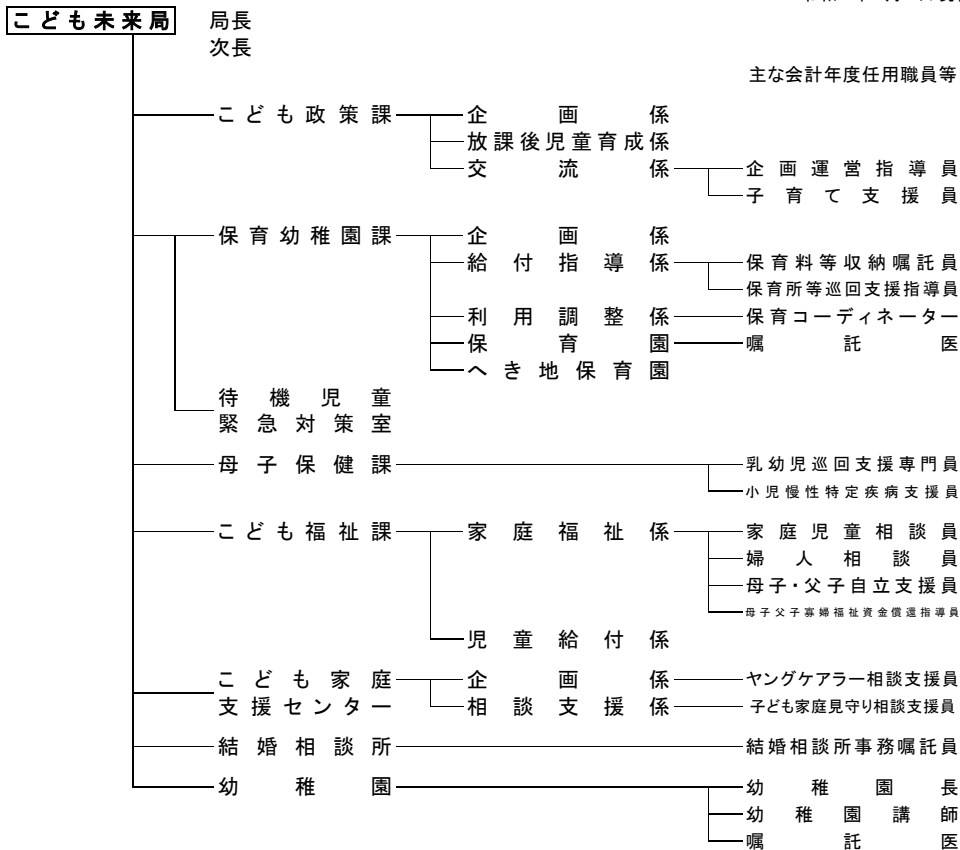 こども未来局 局長
次長
主な会計年度任用職員等
こども政策課 企画係
放課後児童育成係
交流係 企画運営指導員
子育て支援員
保育幼稚園課 企画係
給付指導係 保育料等収納嘱託員
保育所等巡回支援指導員
利用調整係 保育コーディネーター
保育園 嘱託医
へき地保育園
待機児童
緊急対策室
母子保健課 乳幼児巡回支援専門員
小児慢性特定疾病支援員
こども福祉課 家庭福祉係 家庭児童相談員
婦人相談員
母子・父子自立支援員
母子父子寡婦福祉資金償還指導員
児童給付係
こども家庭 企画係 ヤングケアラー相談支援員
支援センター 相談支援係 子ども家庭見守り相談支援員
結婚相談所 結婚相談所事務嘱託員
幼稚園 幼稚園長
幼稚園講師
嘱託医